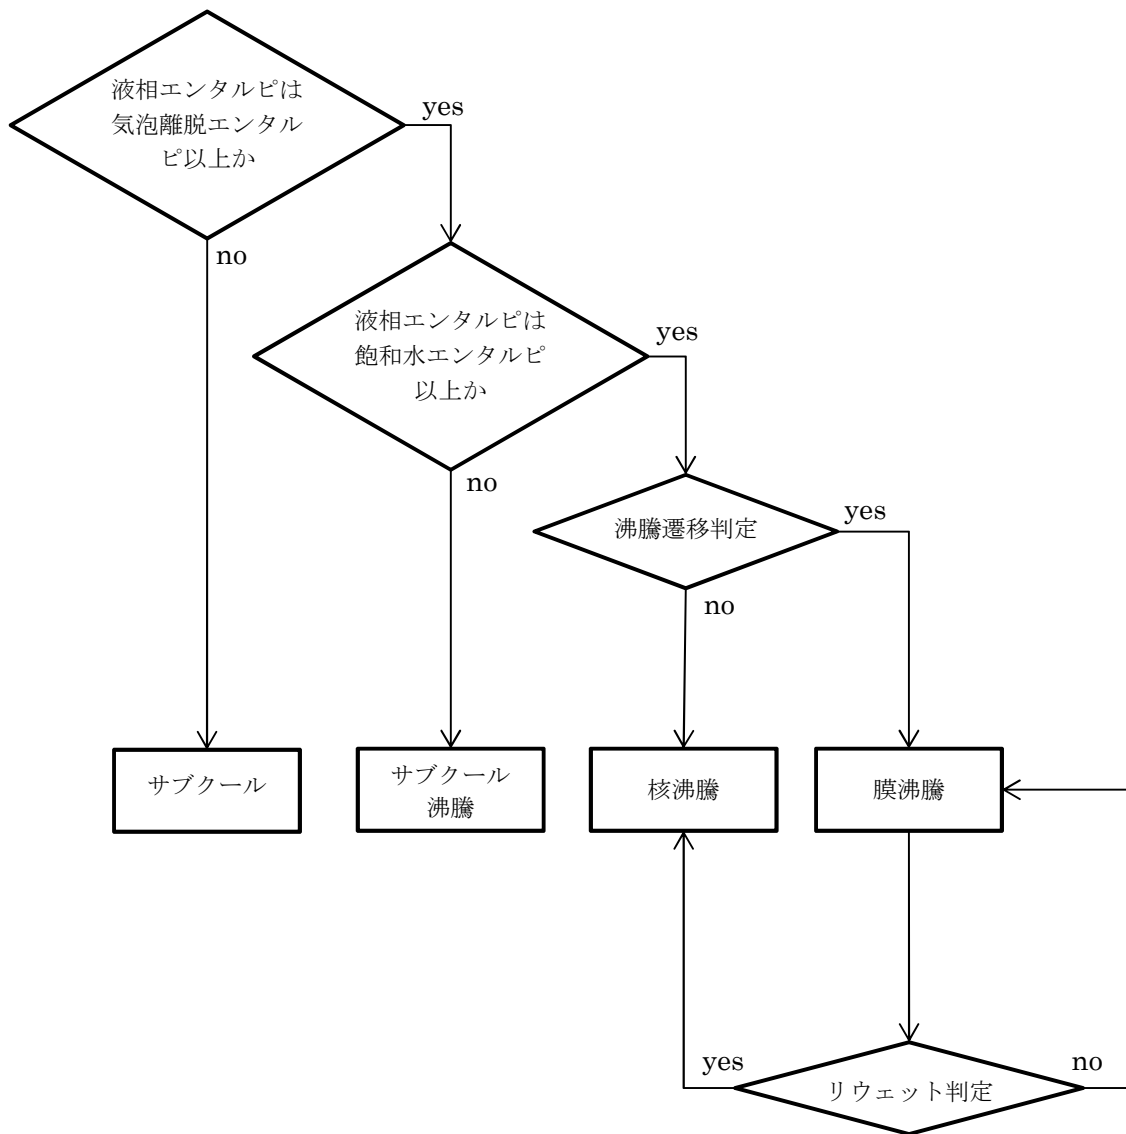 液相エンタルピは
気泡離脱エンタル
ピ以上か
yes
no
液相エンタルピは
飽和水エンタルピ
以上か
yes
no
沸騰遷移判定
yes
no
サブクール
サブクール
沸騰
核沸騰
膜沸騰
yes
リウェット判定
no